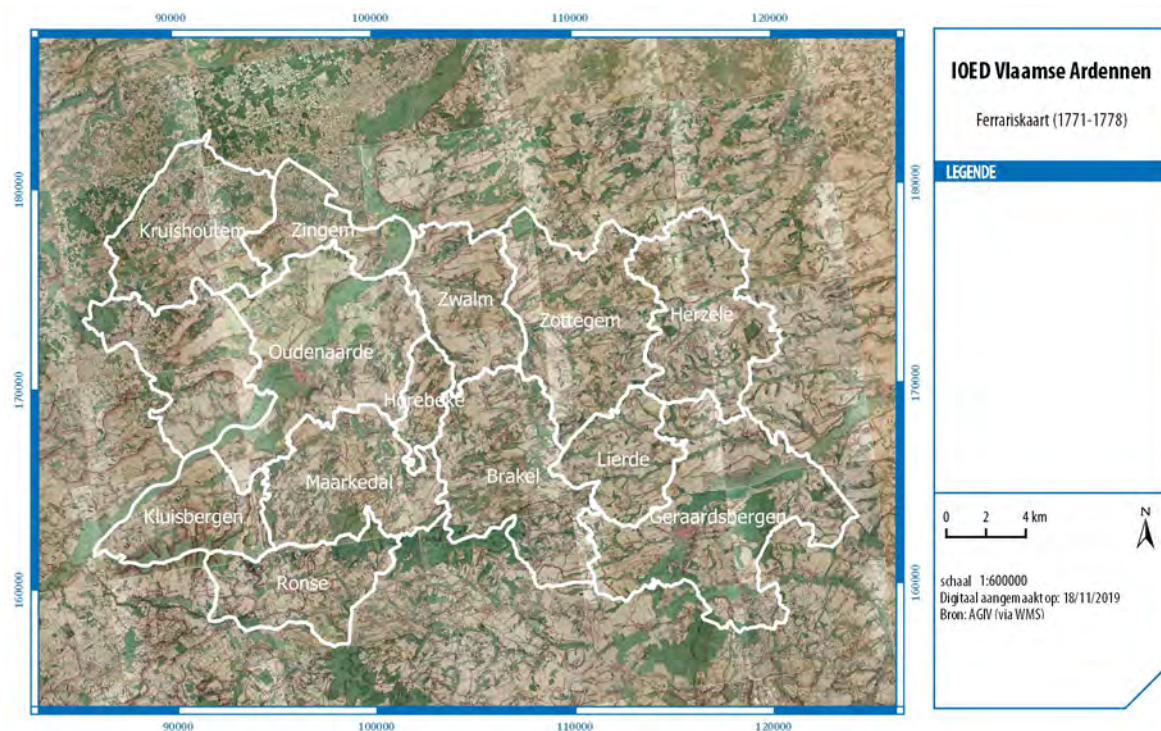 90000 100000 110000 120000
IOED Vlaamse Ardennen
Ferrariskaart (1771-1778)
LEGENDE
180000
180000
Kruishoutem
Zingem
Zwalm
Zottegem
Herzele
Oudenaarde
170000
170000
Horebeke
Lierde
Maarkedal
Brakel
Kluisbergen
Geraardsbergen
Ronse
160000
160000
90000 100000 110000 120000
0 2 4 km
N
schaal 1:600000
Digitaal aangemaakt op: 18/11/2019
Bron: AGIV (via WMS)